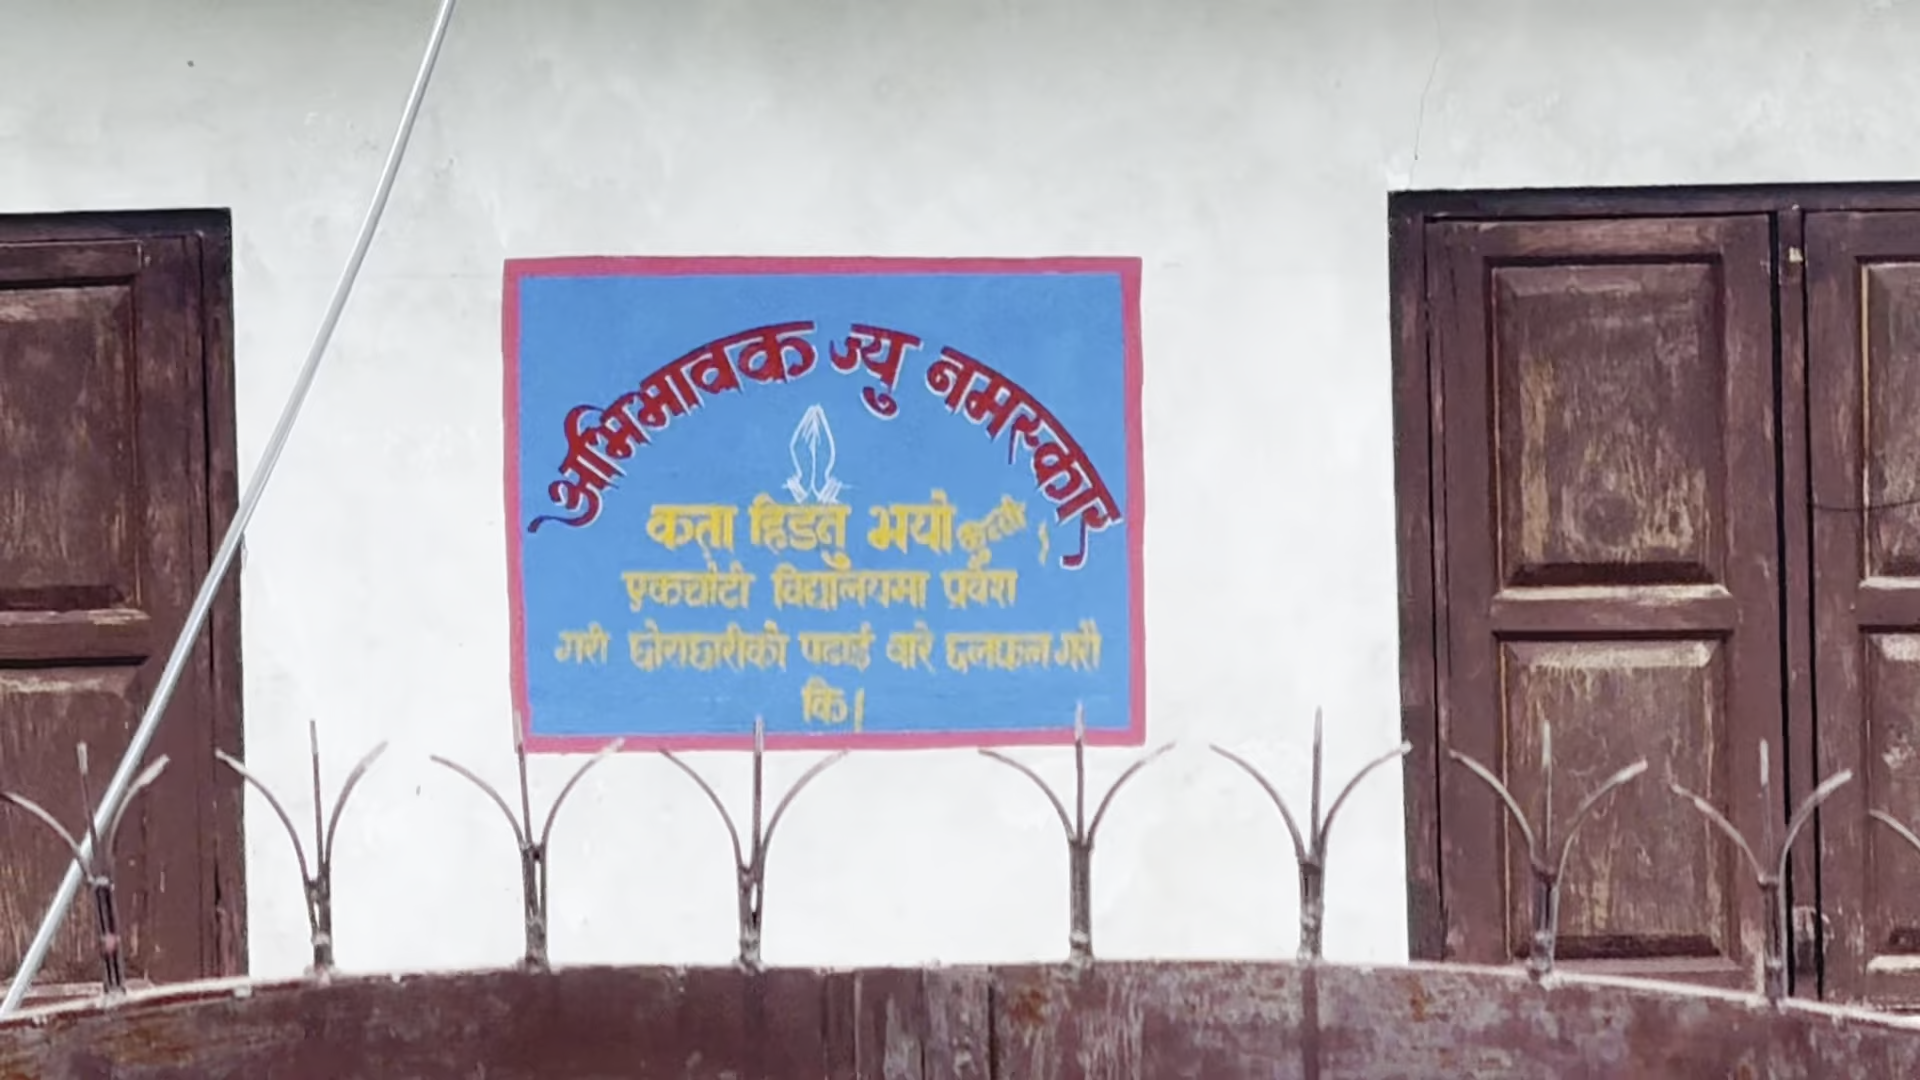 अभिभावक ज्यु नमस्कार
कता हिडनु भयो
एकचोटी विद्यालयमा प्रवेश
गरी छोराछारीको पढाई बारे छलफल गरौ
कि।